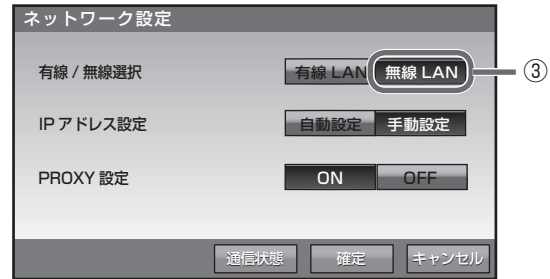 ネットワーク設定
有線 / 無線選択 有線 LAN 無線 LAN ③
IP アドレス設定 自動設定 手動設定
PROXY 設定 ON OFF
通信状態 確定 キャンセル